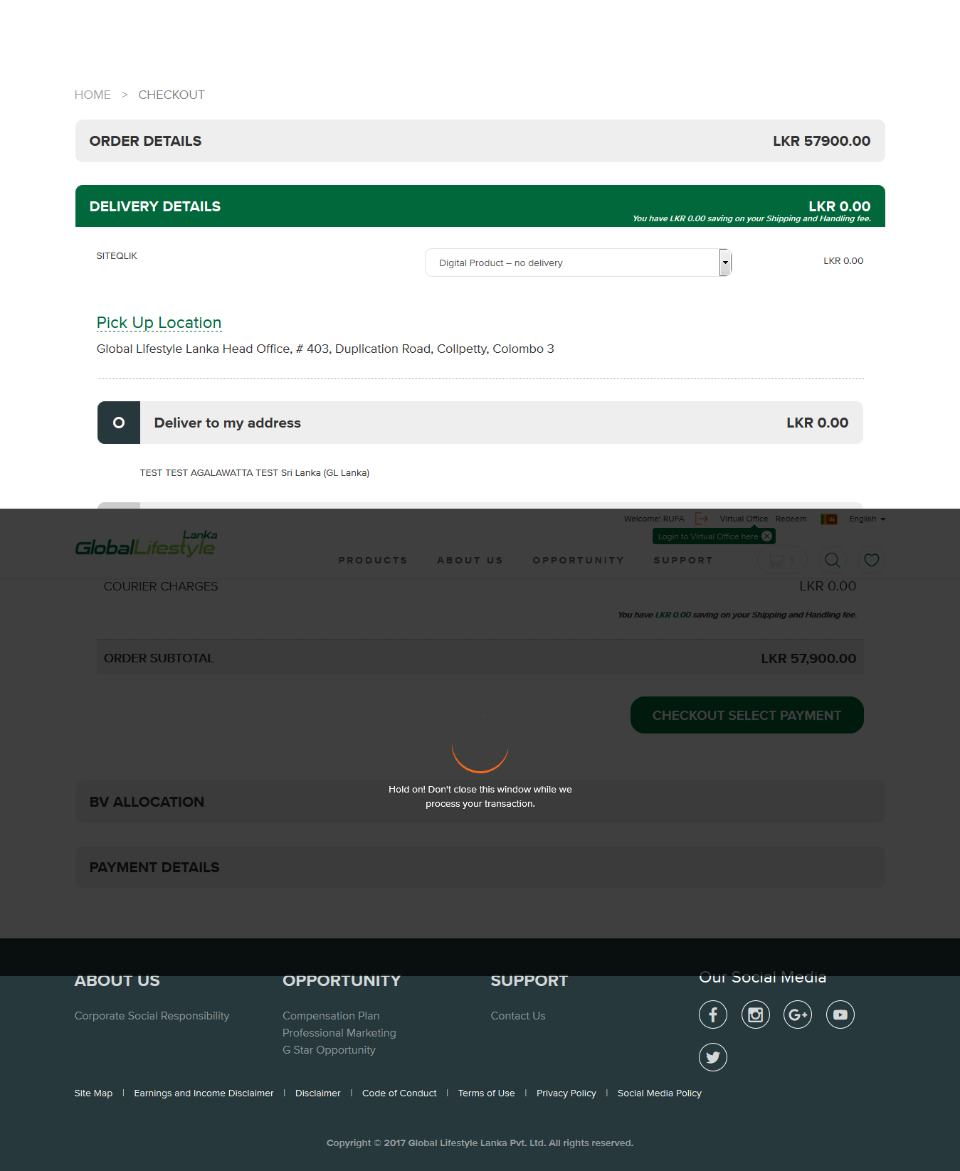 HOME > CHECKOUT
ORDER DETAILS LKR 57900.00
DELIVERY DETAILS LKR 0.00
You have LKR 0.00 saving on your Shipping and Handling fee.
SITEQLIK Digital Product – no delivery LKR 0.00
Pick Up Location
Global Lifestyle Lanka Head Office, # 403, Duplication Road, Collpetty, Colombo 3
O Deliver to my address LKR 0.00
TEST TEST AGALAWATTA TEST Sri Lanka (GL Lanka)
Welcome: RUFA Virtual Office Redeem English
Lanka
GlobalLifestyle
Login to Virtual Office here
PRODUCTS ABOUT US OPPORTUNITY SUPPORT 1
COURIER CHARGES LKR 0.00
You have LKR 0.00 saving on your Shipping and Handling fee.
ORDER SUBTOTAL LKR 57,900.00
CHECKOUT SELECT PAYMENT
Hold on! Don't close this window while we
process your transaction.
BV ALLOCATION
PAYMENT DETAILS
ABOUT US OPPORTUNITY SUPPORT Our Social Media
Corporate Social Responsibility Compensation Plan Contact Us
Professional Marketing
G Star Opportunity
Site Map | Earnings and Income Disclaimer | Disclaimer | Code of Conduct | Terms of Use | Privacy Policy | Social Media Policy
Copyright © 2017 Global Lifestyle Lanka Pvt. Ltd. All rights reserved.